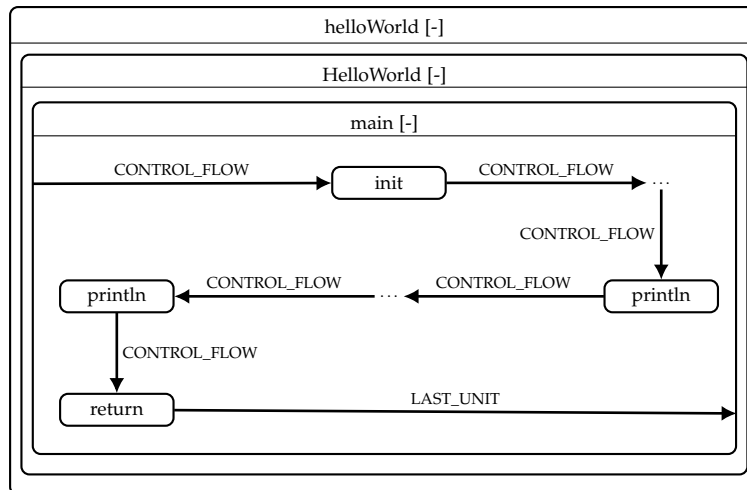 helloWorld [-]
HelloWorld [-]
main [-]
CONTROL_FLOW
CONTROL_FLOW
init
...
CONTROL_FLOW
CONTROL_FLOW
CONTROL_FLOW
println
...
println
CONTROL_FLOW
LAST_UNIT
return